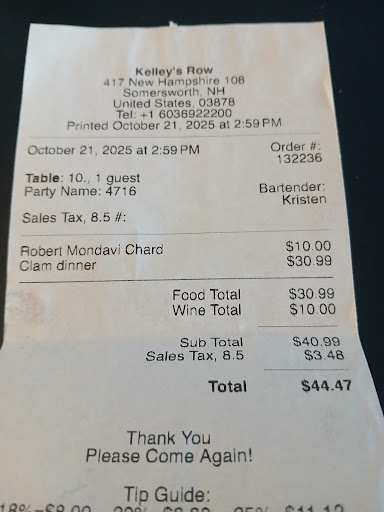 Kelley's Row
417 New Hampshire 108
Somersworth, NH
United States, 03878
Tel: +1 6036922200
Printed October 21, 2025 at 2:59 PM
October 21, 2025 at 2:59 PM Order #: 132236
Table: 10., 1 guest
Party Name: 4716 Bartender: Kristen
Sales Tax, 8.5 #:
Robert Mondavi Chard $10.00
Clam dinner $30.99
Food Total $30.99
Wine Total $10.00
Sub Total $40.99
Sales Tax, 8.5 $3.48
Total $44.47
Thank You
Please Come Again!
Tip Guide: